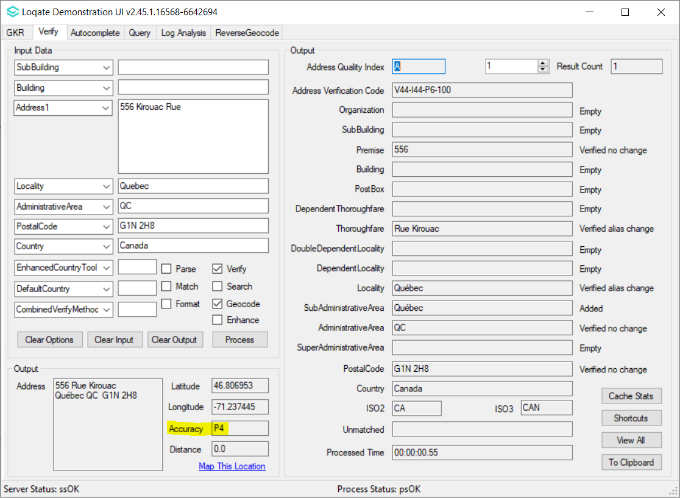 Loqate Demonstration UI v2.45.1.16568-6642694
GKR Verify Autocomplete Query Log Analysis ReverseGeocode
Input Data
SubBuilding
Building
Address1 556 Kirouac Rue
Locality Quebec
AdministrativeArea QC
PostalCode G1N 2H8
Country Canada
EnhancedCountryTool Parse Verify
DefaultCountry Match Search
CombinedVerifyMethoc Format Geocode
Enhance
Clear Options Clear Input Clear Output Process
Output
Address 556 Rue Kirouac
Québec QC G1N 2H8
Latitude 46.806953
Longitude -71.237445
Accuracy P4
Distance 0.0
Map This Location
Output
Address Quality Index A 1 Result Count 1
Address Verification Code V44-I44-P6-100
Organization Empty
SubBuilding Empty
Premise 556 Verified no change
Building Empty
PostBox Empty
DependentThoroughfare Empty
Thoroughfare Rue Kirouac Verified alias change
DoubleDependentLocality Empty
DependentLocality Empty
Locality Québec Verified alias change
SubAdministrativeArea Québec Added
AdministrativeArea QC Verified no change
SuperAdministrativeArea Empty
PostalCode G1N 2H8 Verified no change
Country Canada
ISO2 CA ISO3 CAN
Unmatched
Processed Time 00:00:00.55
Cache Stats
Shortcuts
View All
To Clipboard
Server Status: ssOK Process Status: psOK